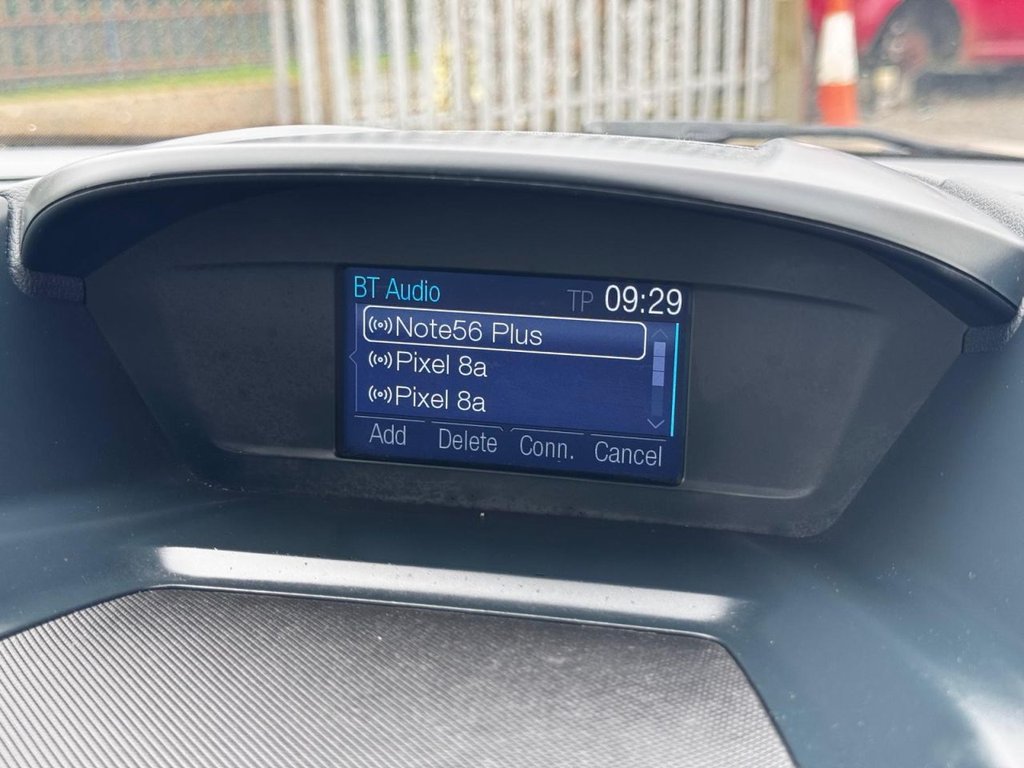 BT Audio TP 09:29
Note56 Plus
Pixel 8a
Pixel 8a
Add Delete Conn. Cancel